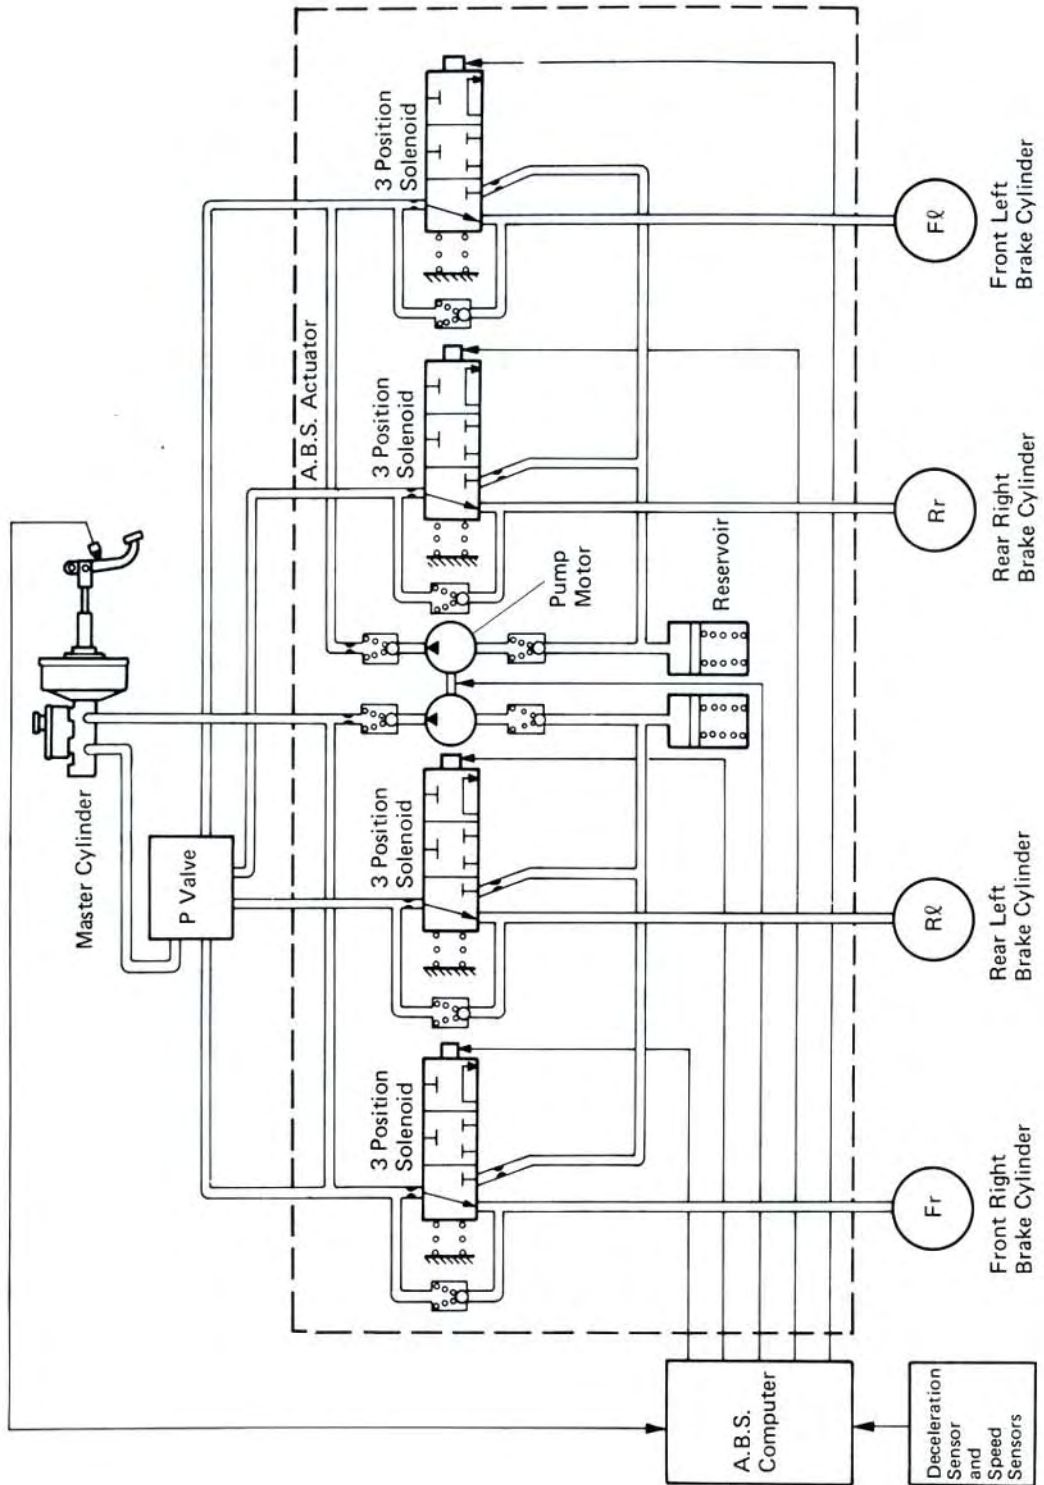 Master Cylinder
P Valve
A.B.S. Actuator
3 Position
Solenoid
3 Position
Solenoid
3 Position
Solenoid
3 Position
Solenoid
Pump
Motor
Reservoir
A.B.S.
Computer
Deceleration
Sensor
and
Speed
Sensors
Fr
Front Right
Brake Cylinder
Rℓ
Rear Left
Brake Cylinder
Rr
Rear Right
Brake Cylinder
Fℓ
Front Left
Brake Cylinder